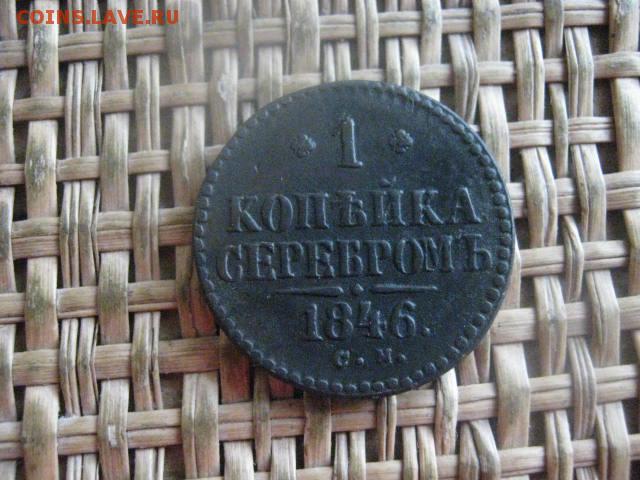 COINS.LAVE.RU
1
КОПѢЙКА
СЕРЕБРОМЪ
1846.
С. М.